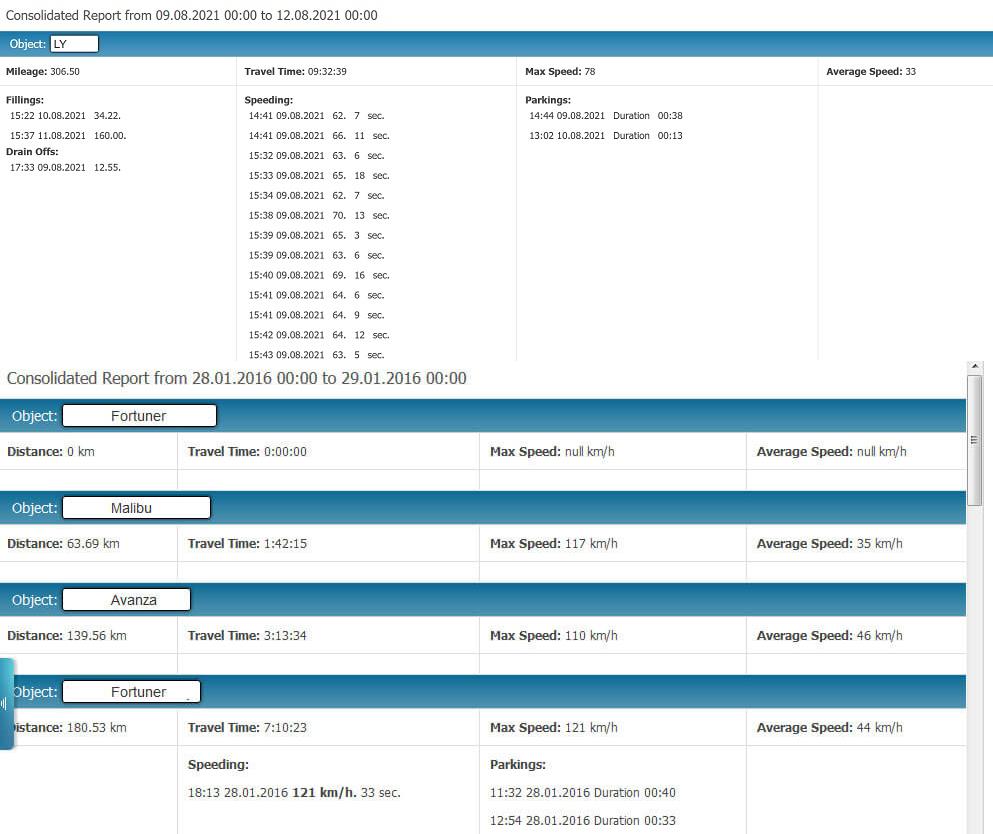 Consolidated Report from 09.08.2021 00:00 to 12.08.2021 00:00
Object: LY
Mileage: 306.50 Travel Time: 09:32:39 Max Speed: 78 Average Speed: 33
Fillings:
15:22 10.08.2021 34.22.
15:37 11.08.2021 160.00.
Drain Offs:
17:33 09.08.2021 12.55.
Speeding:
14:41 09.08.2021 62. 7 sec.
14:41 09.08.2021 66. 11 sec.
15:32 09.08.2021 63. 6 sec.
15:33 09.08.2021 65. 18 sec.
15:34 09.08.2021 62. 7 sec.
15:38 09.08.2021 70. 13 sec.
15:39 09.08.2021 65. 3 sec.
15:39 09.08.2021 63. 6 sec.
15:40 09.08.2021 69. 16 sec.
15:41 09.08.2021 64. 6 sec.
15:41 09.08.2021 64. 9 sec.
15:42 09.08.2021 64. 12 sec.
15:43 09.08.2021 63. 5 sec.
Parkings:
14:44 09.08.2021 Duration 00:38
13:02 10.08.2021 Duration 00:13
Consolidated Report from 28.01.2016 00:00 to 29.01.2016 00:00
Object: Fortuner
Distance: 0 km Travel Time: 0:00:00 Max Speed: null km/h Average Speed: null km/h
Object: Malibu
Distance: 63.69 km Travel Time: 1:42:15 Max Speed: 117 km/h Average Speed: 35 km/h
Object: Avanza
Distance: 139.56 km Travel Time: 3:13:34 Max Speed: 110 km/h Average Speed: 46 km/h
Object: Fortuner
Distance: 180.53 km Travel Time: 7:10:23 Max Speed: 121 km/h Average Speed: 44 km/h
Speeding:
18:13 28.01.2016 121 km/h. 33 sec.
Parkings:
11:32 28.01.2016 Duration 00:40
12:54 28.01.2016 Duration 00:33